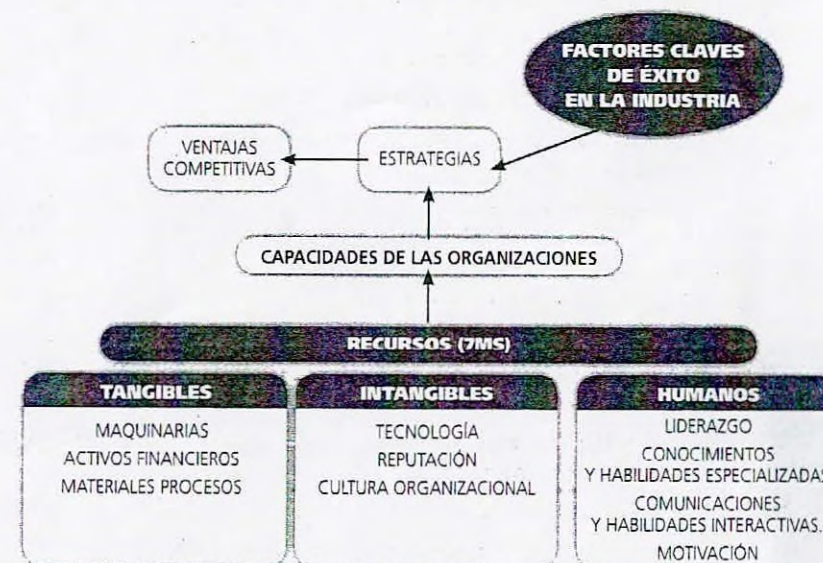 FACTORES CLAVES
DE ÉXITO
EN LA INDUSTRIA
VENTAJAS
COMPETITIVAS
ESTRATEGIAS
CAPACIDADES DE LAS ORGANIZACIONES
RECURSOS (7MS)
TANGIBLES
MAQUINARIAS
ACTIVOS FINANCIEROS
MATERIALES PROCESOS
INTANGIBLES
TECNOLOGÍA
REPUTACIÓN
CULTURA ORGANIZACIONAL
HUMANOS
LIDERAZGO
CONOCIMIENTOS
Y HABILIDADES ESPECIALIZADAS
COMUNICACIONES
Y HABILIDADES INTERACTIVAS.
MOTIVACIÓN